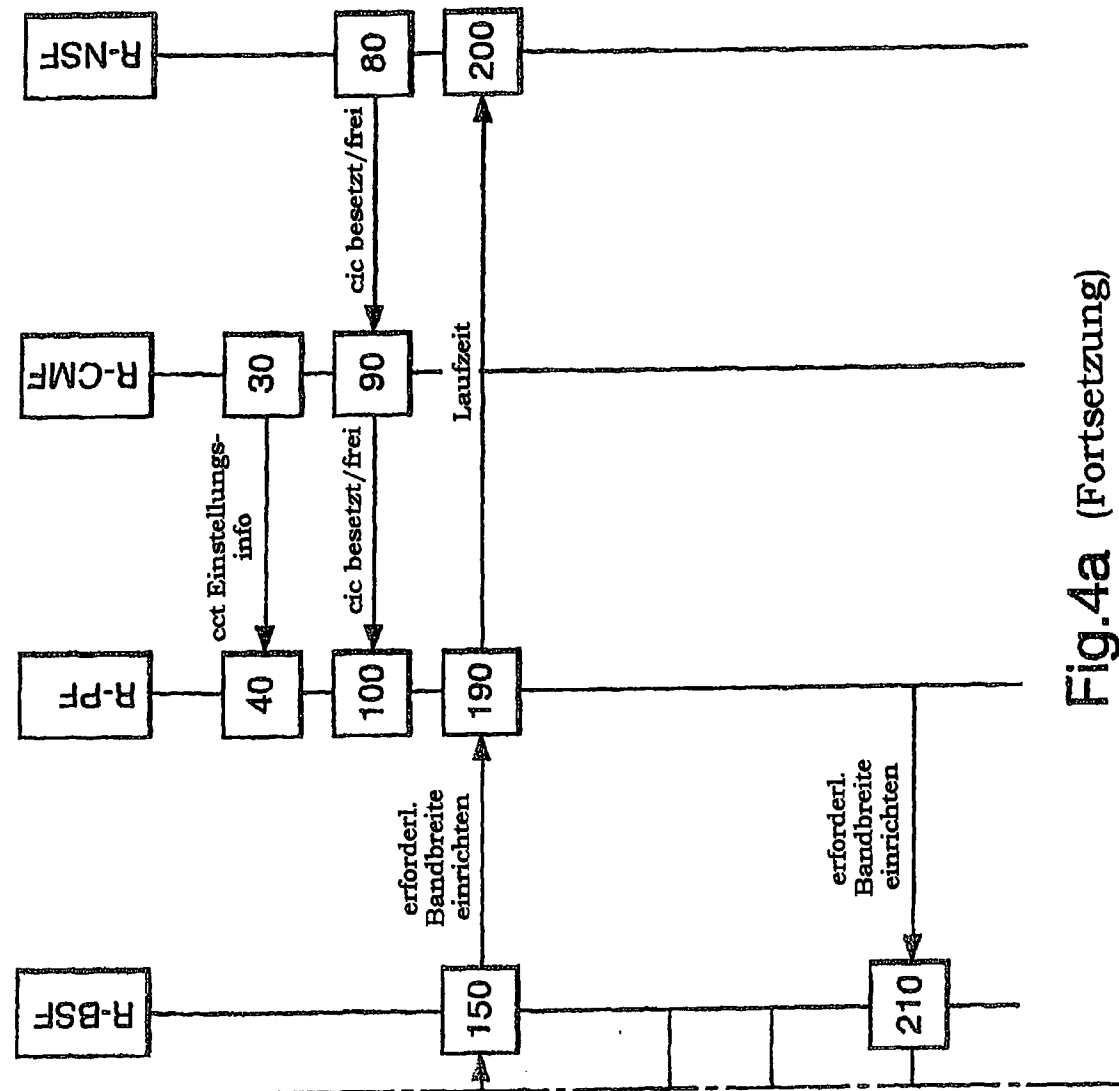 R-BSF
R-PF
R-CMF
R-NSF
cct Einstellungs-
info
30
40
cic besetzt/frei
cic besetzt/frei
80
90
100
erforderl.
Bandbreite
einrichten
Laufzeit
150
190
200
erforderl.
Bandbreite
einrichten
210
Fig.4a (Fortsetzung)